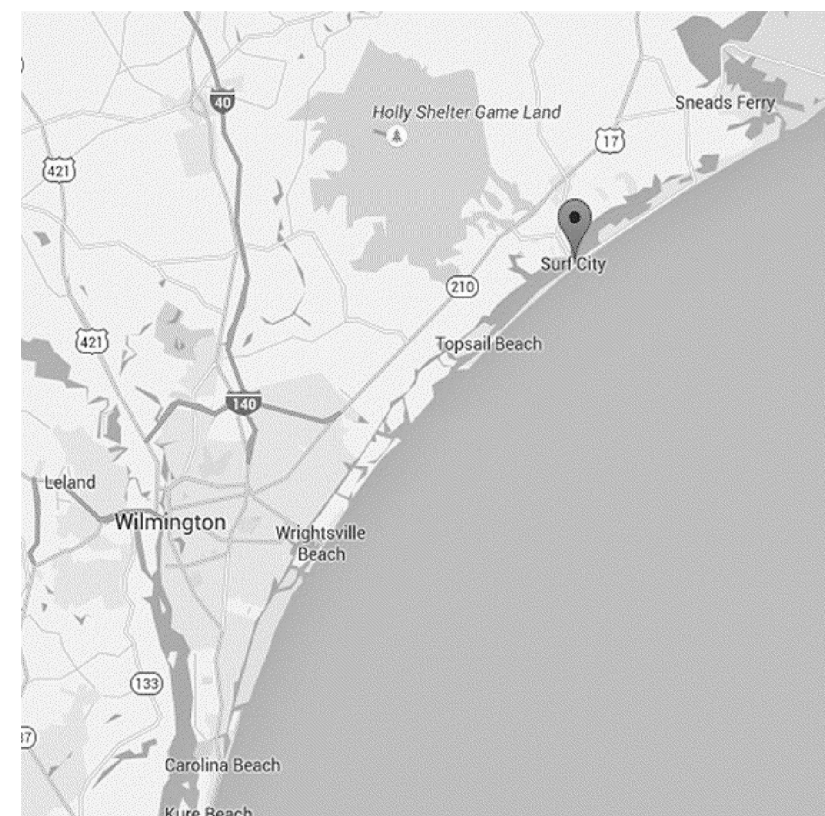 Sneads Ferry
40
Holly Shelter Game Land
17
421
Surf City
210
421
Topsail Beach
140
Leland
Wilmington
Wrightsville
Beach
133
Carolina Beach
Kure Beach